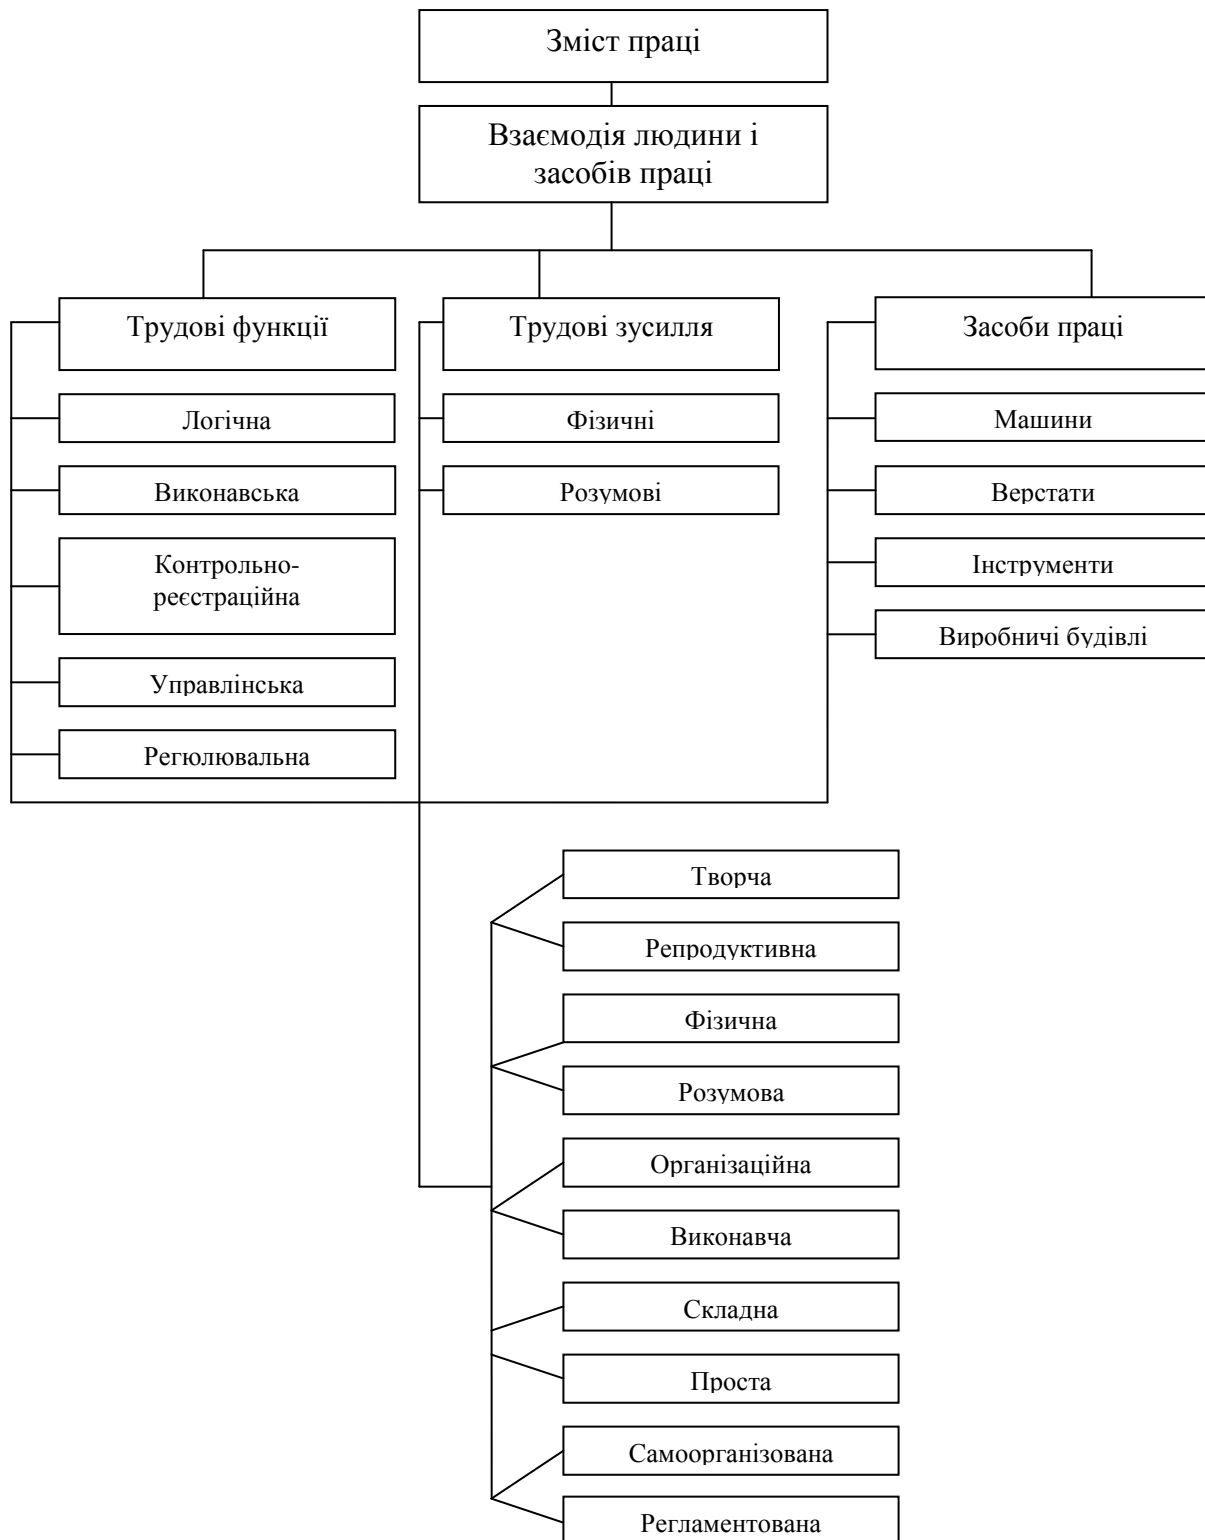 Зміст праці
Взаємодія людини і
засобів праці
Трудові функції
Логічна
Виконавська
Контрольно-
реєстраційна
Управлінська
Регюлювальна
Трудові зусилля
Фізичні
Розумові
Засоби праці
Машини
Верстати
Інструменти
Виробничі будівлі
Творча
Репродуктивна
Фізична
Розумова
Організаційна
Виконавча
Складна
Проста
Самоорганізована
Регламентована